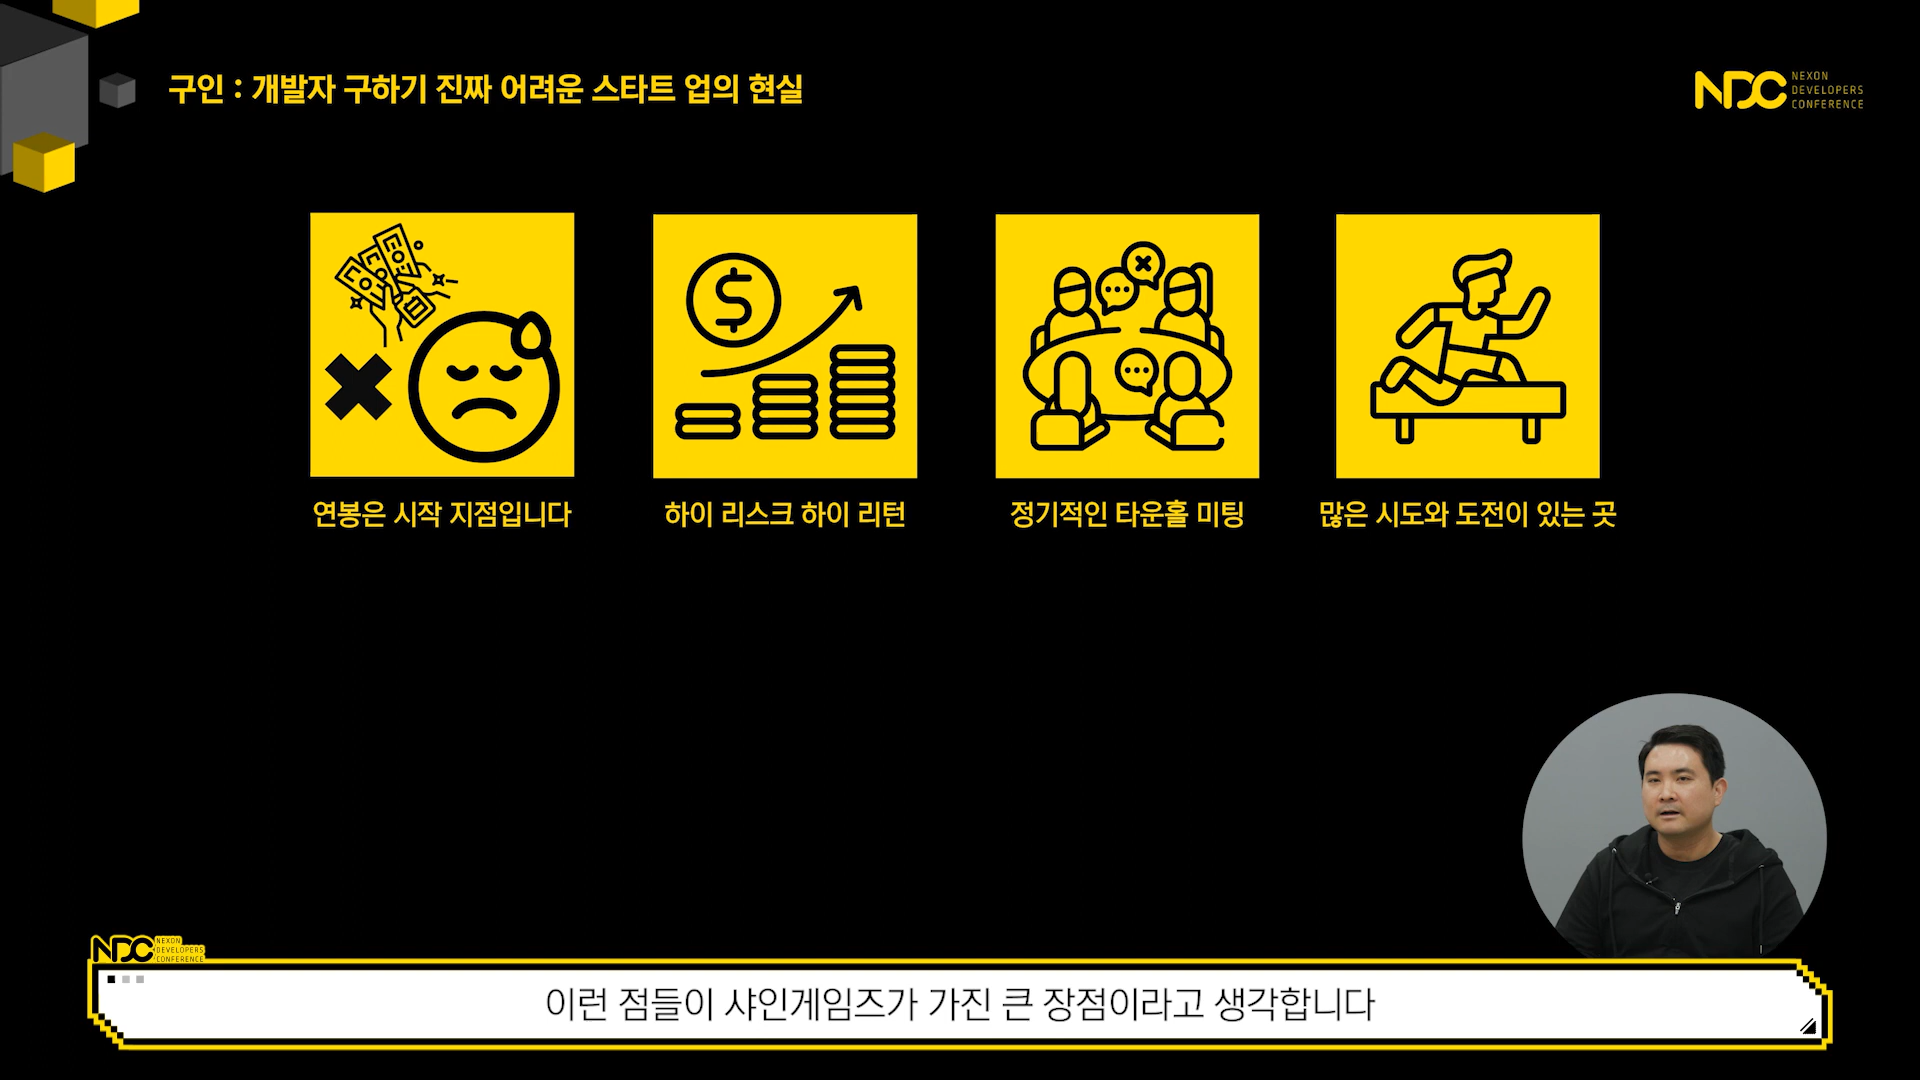 구인 : 개발자 구하기 진짜 어려운 스타트 업의 현실
NDC
NEXON
DEVELOPERS
CONFERENCE
연봉은 시작 지점입니다
하이 리스크 하이 리턴
정기적인 타운홀 미팅
많은 시도와 도전이 있는 곳
NDC
NEXON
DEVELOPERS
CONFERENCE
이런 점들이 샤인게임즈가 가진 큰 장점이라고 생각합니다